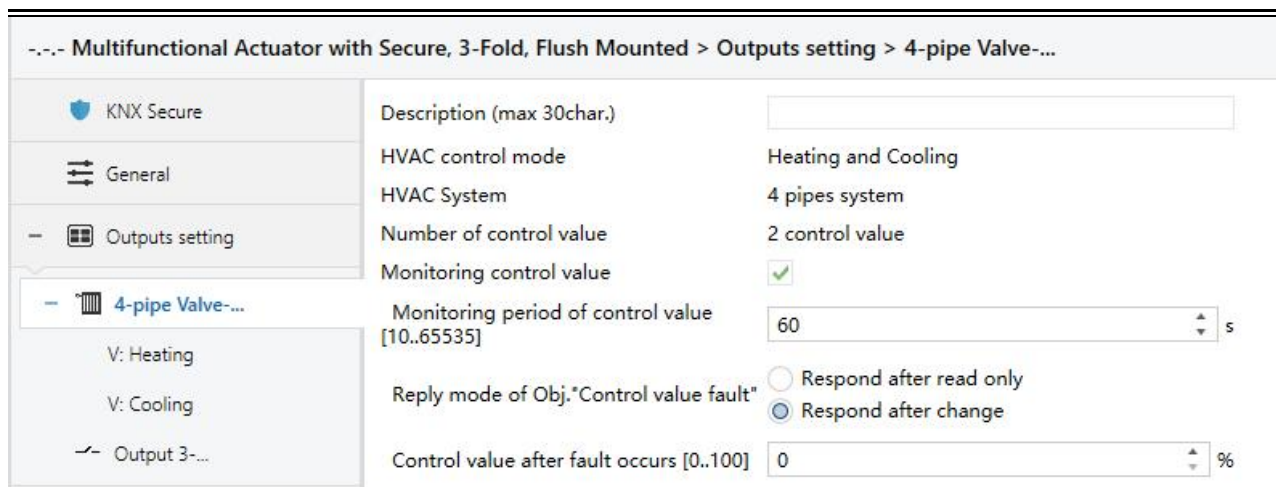 -.-.- Multifunctional Actuator with Secure, 3-Fold, Flush Mounted > Outputs setting > 4-pipe Valve-...
KNX Secure
General
Outputs setting
4-pipe Valve-...
V: Heating
V: Cooling
Output 3-...
Description (max 30char.)
HVAC control mode Heating and Cooling
HVAC System 4 pipes system
Number of control value 2 control value
Monitoring control value
Monitoring period of control value
[10..65535] 60 s
Reply mode of Obj."Control value fault" Respond after read only
Respond after change
Control value after fault occurs [0..100] 0 %